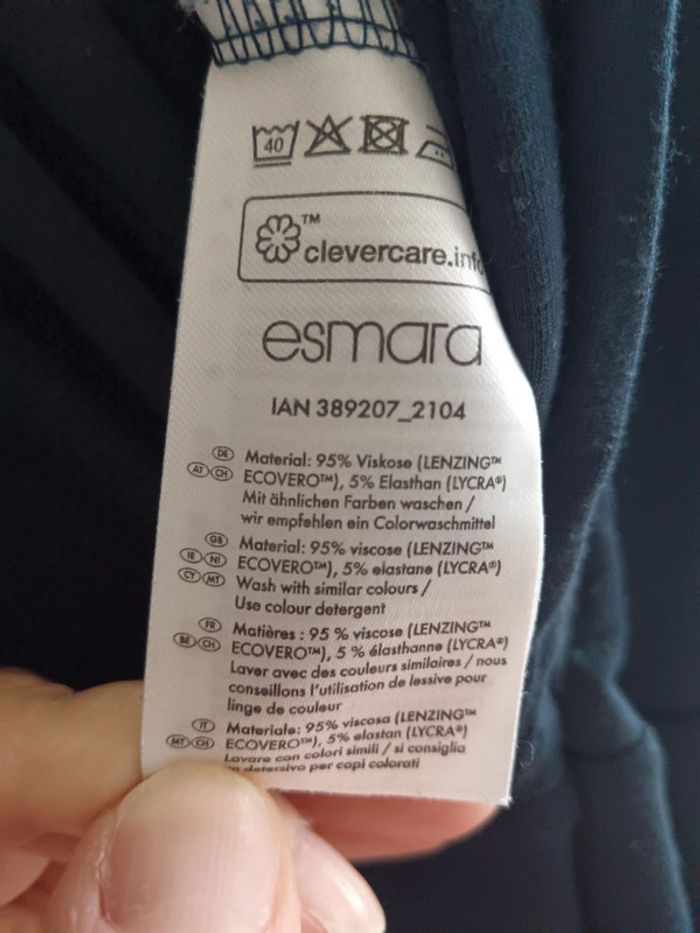 40
TM
clevercare.info
esmara
IAN 389207_2104
DE Material: 95% Viskose (LENZING™
AT CH ECOVERO™), 5% Elasthan (LYCRA®)
Mit ähnlichen Farben waschen /
wir empfehlen ein Colorwaschmittel
GB Material: 95% viscose (LENZING™
IE NI ECOVERO™), 5% elastane (LYCRA®)
CY MT Wash with similar colours /
Use colour detergent
FR Matières : 95 % viscose (LENZING™
BE CH ECOVERO™), 5 % élasthanne (LYCRA®)
Laver avec des couleurs similaires / nous
conseillons l'utilisation de lessive pour
linge de couleur
IT Materiale: 95% viscosa (LENZING™
MT CH ECOVERO™), 5% elastan (LYCRA®)
Lavare con colori simili / si consiglia
detersivo per capi colorati